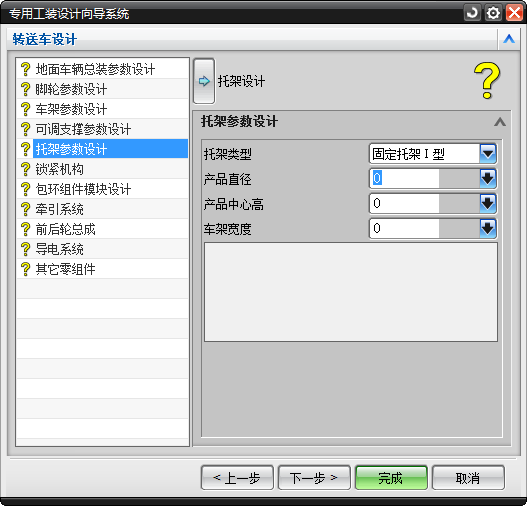 专用工装设计向导系统
转送车设计
地面车辆总装参数设计
脚轮参数设计
车架参数设计
可调支撑参数设计
托架参数设计
锁紧机构
包环组件模块设计
牵引系统
前后轮总成
导电系统
其它零组件
托架设计
托架参数设计
托架类型 固定托架 I 型
产品直径 0
产品中心高 0
车架宽度 0
< 上一步 下一步 > 完成 取消